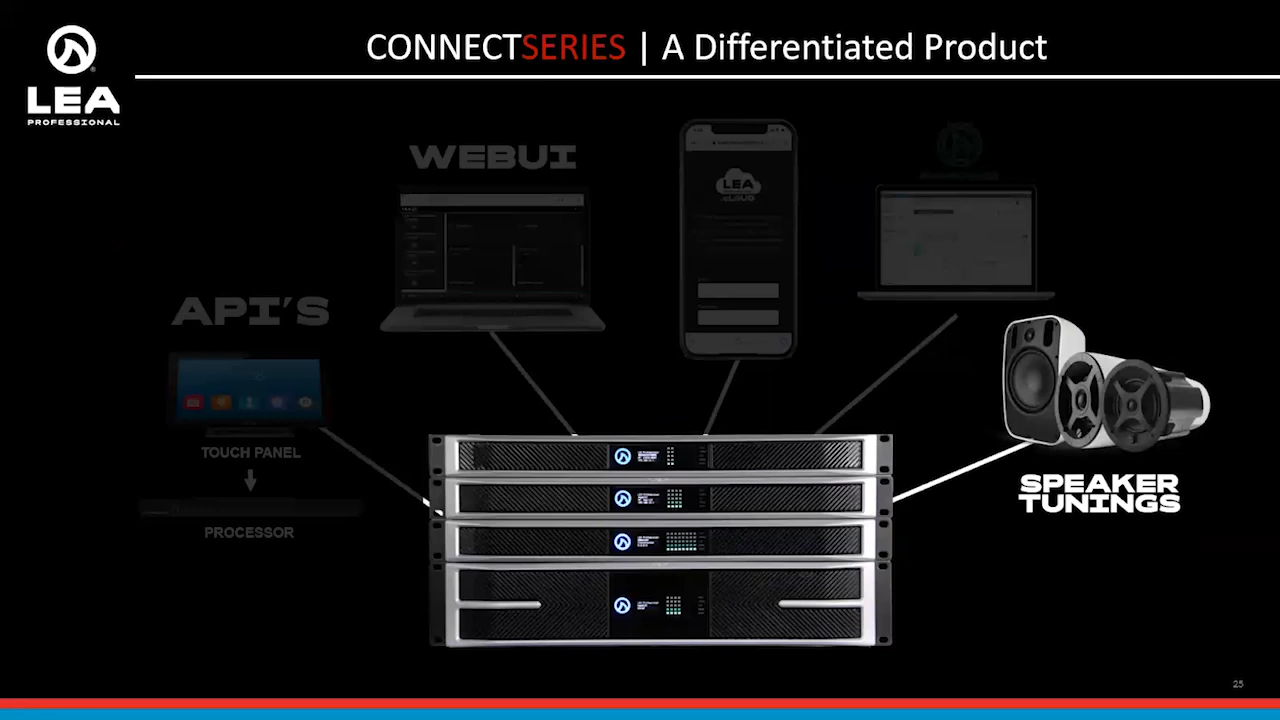 CONNECTSERIES | A Differentiated Product
LEA
PROFESSIONAL
WEBUI
LEA
CLOUD
API'S
TOUCH PANEL
PROCESSOR
SPEAKER
TUNINGS
25